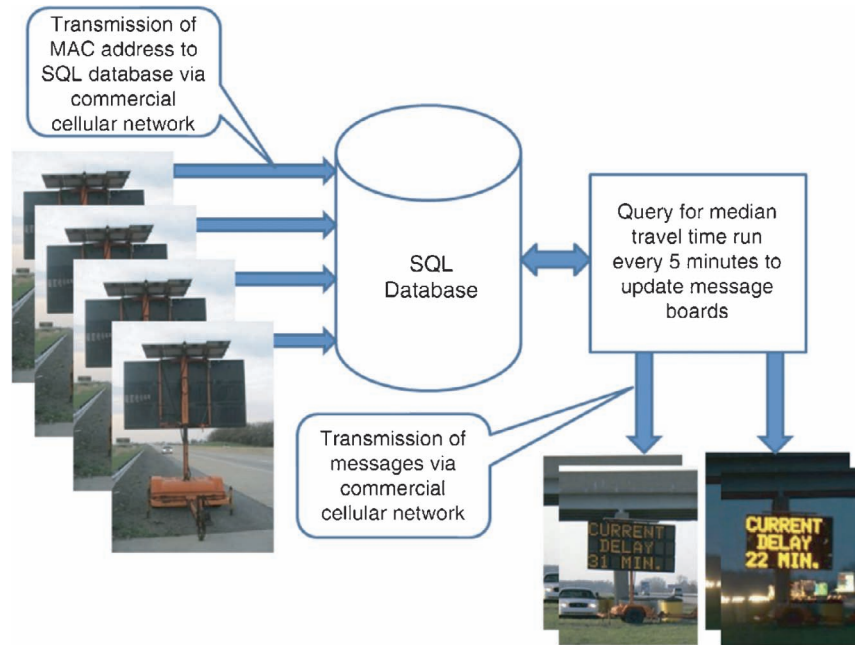 Transmission of
MAC address to
SQL database via
commercial
cellular network
SQL
Database
Query for median
travel time run
every 5 minutes to
update message
boards
Transmission of
messages via
commercial
cellular network
CURRENT
DELAY
31 MIN.
CURRENT
DELAY
22 MIN.